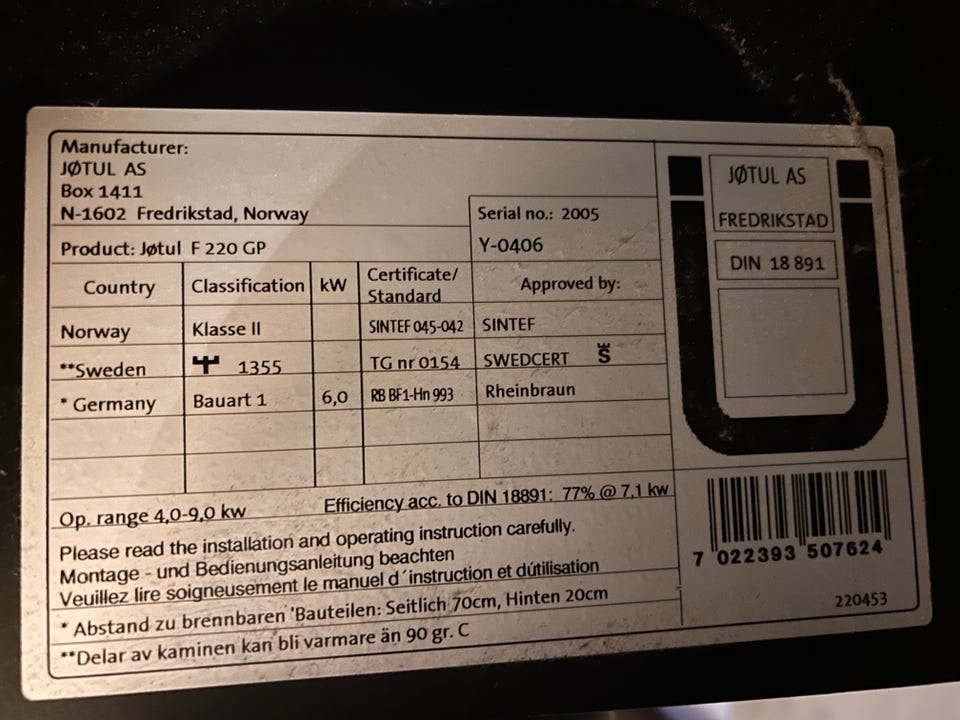 Manufacturer:
JØTUL AS
Box 1411
N-1602 Fredrikstad, Norway
Serial no.: 2005
Product: Jøtul F 220 GP
Y-0406
Country Classification kW Certificate/ Standard Approved by:
Norway Klasse II SINTEF 045-042 SINTEF
**Sweden 1355 TG nr 0154 SWEDCERT S
* Germany Bauart 1 6,0 RB BF1-Hn 993 Rheinbraun
Op. range 4,0-9,0 kw Efficiency acc. to DIN 18891: 77% @ 7,1 kw
Please read the installation and operating instruction carefully.
Montage - und Bedienungsanleitung beachten
Veuillez lire soigneusement le manuel d´instruction et dútilisation
* Abstand zu brennbaren 'Bauteilen: Seitlich 70cm, Hinten 20cm
**Delar av kaminen kan bli varmare än 90 gr. C
JØTUL AS
FREDRIKSTAD
DIN 18 891
7 022393 507624
220453